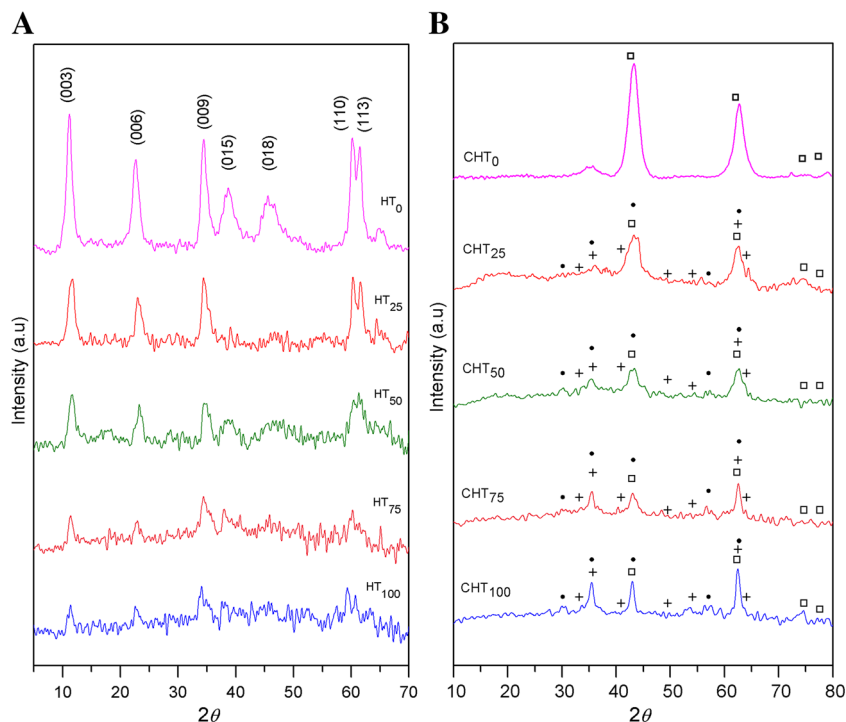 A
(003)
(006)
(009)
(015)
(018)
(110)
(113)
HT0
HT25
HT50
HT75
HT100
Intensity (a.u)
10 20 30 40 50 60 70
2θ
B
CHT0
CHT25
CHT50
CHT75
CHT100
Intensity (a.u)
10 20 30 40 50 60 70 80
2θ